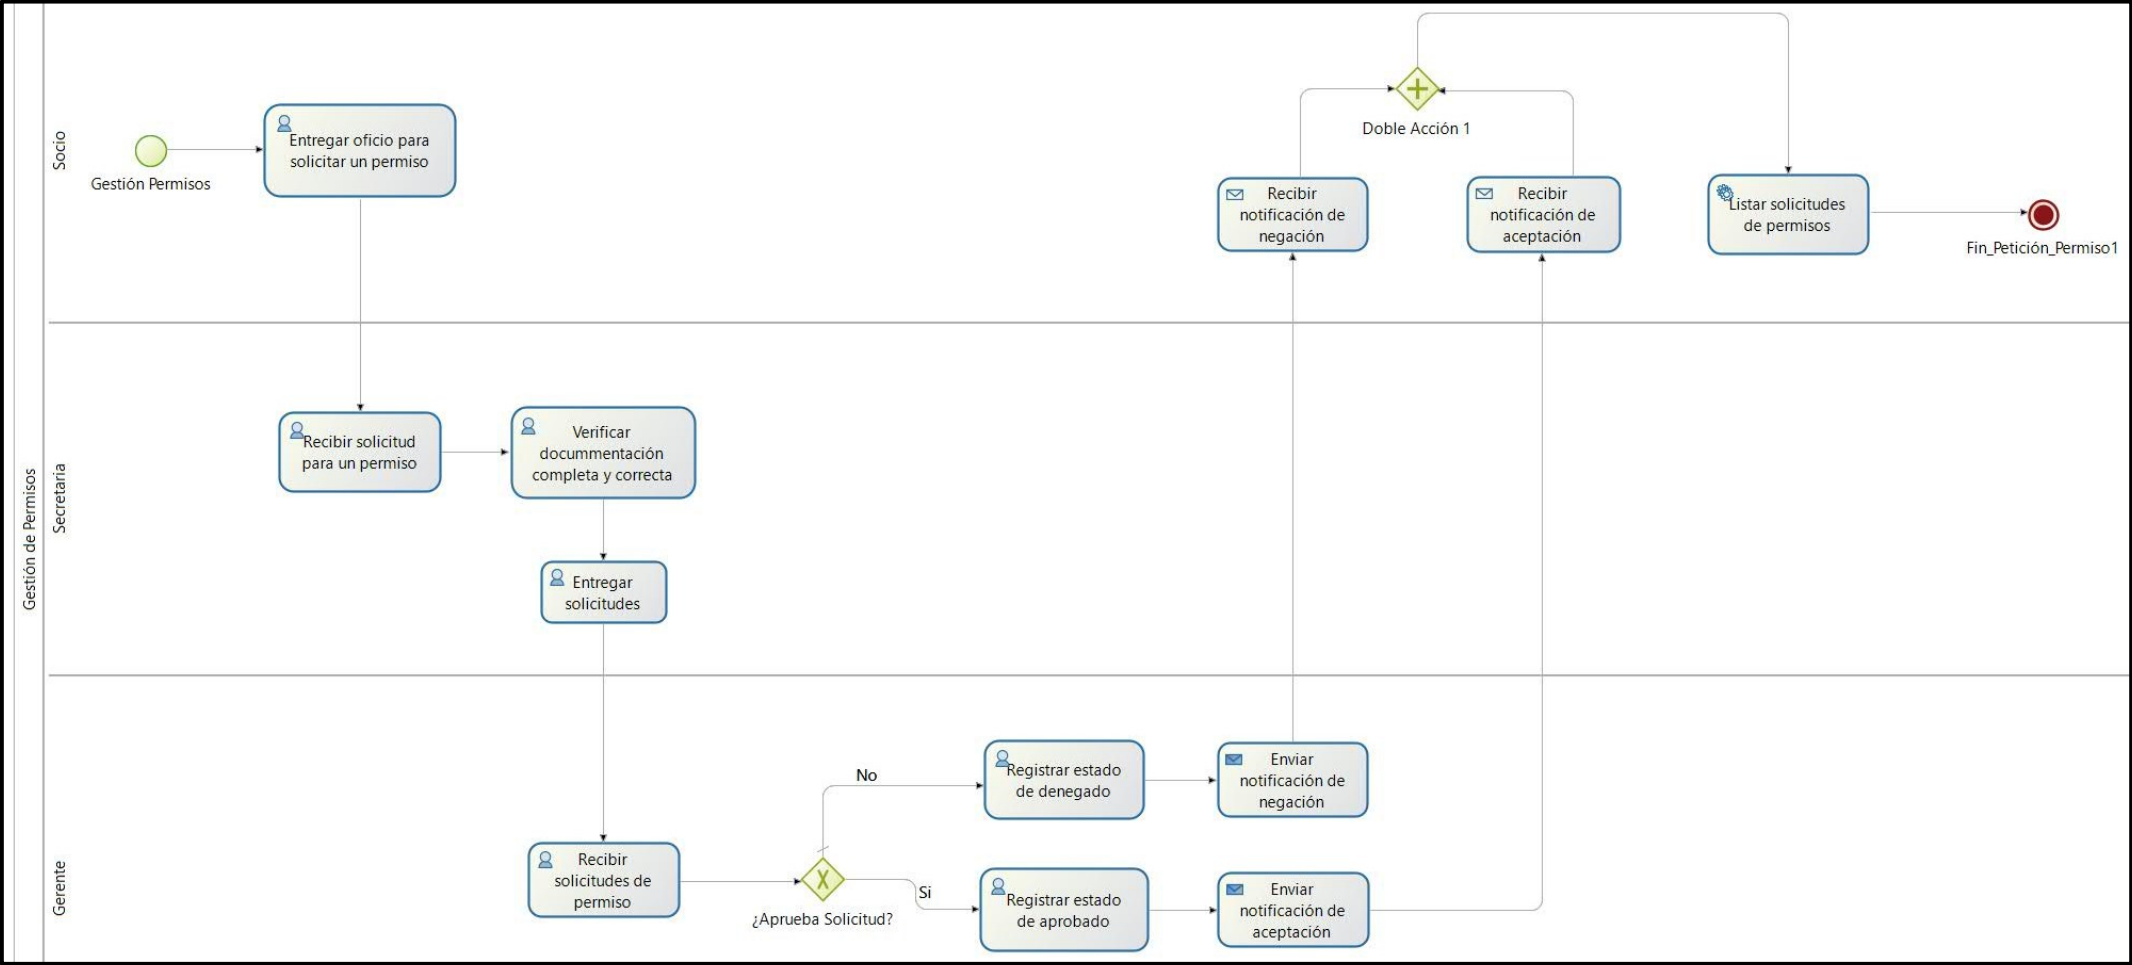 Gestión de Permisos
Socio
Gestión Permisos
Entregar oficio para
solicitar un permiso
Doble Acción 1
Recibir
notificación de
negación
Recibir
notificación de
aceptación
Listar solicitudes
de permisos
Fin_Petición_Permiso1
Secretaria
Recibir solicitud
para un permiso
Verificar
docummentación
completa y correcta
Entregar
solicitudes
Gerente
Recibir
solicitudes de
permiso
¿Aprueba Solicitud?
No
Registrar estado
de denegado
Enviar
notificación de
negación
Si
Registrar estado
de aprobado
Enviar
notificación de
aceptación